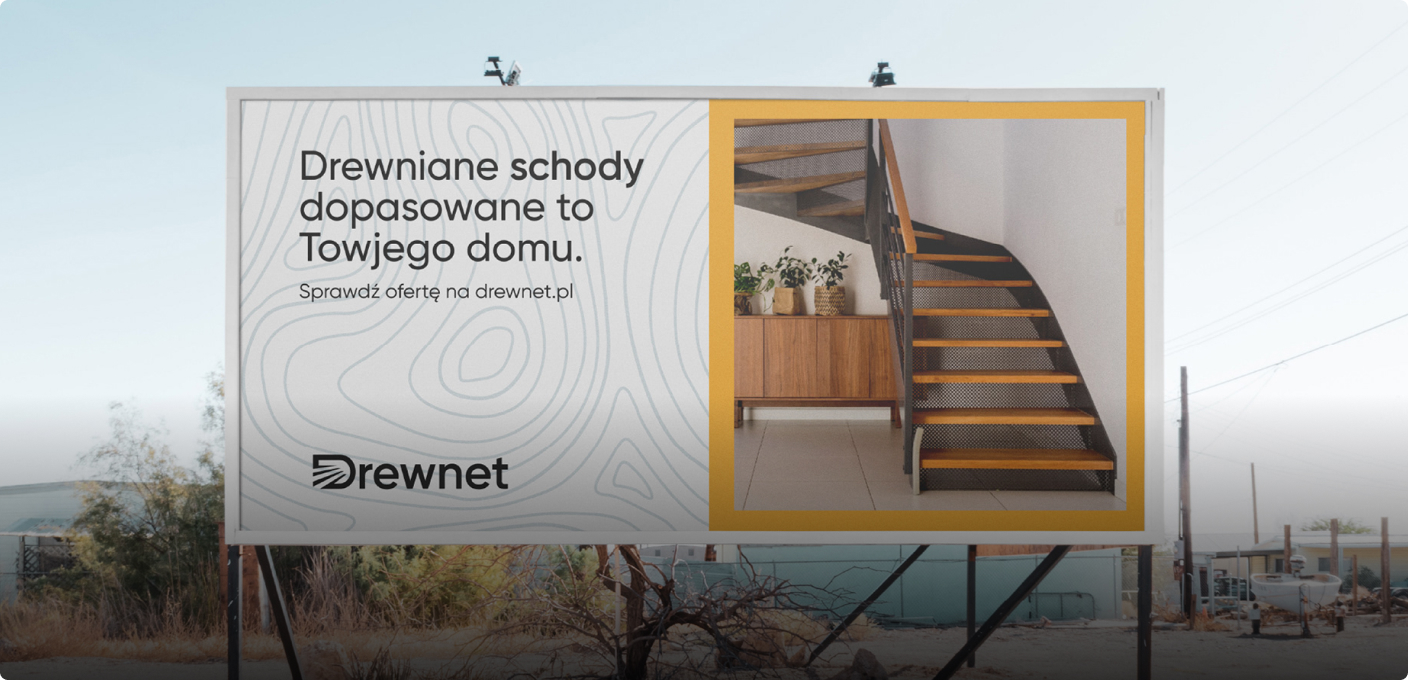 Drewniane schody
dopasowane to
Towjego domu.
Sprawdź ofertę na drewnet.pl
Drewnet